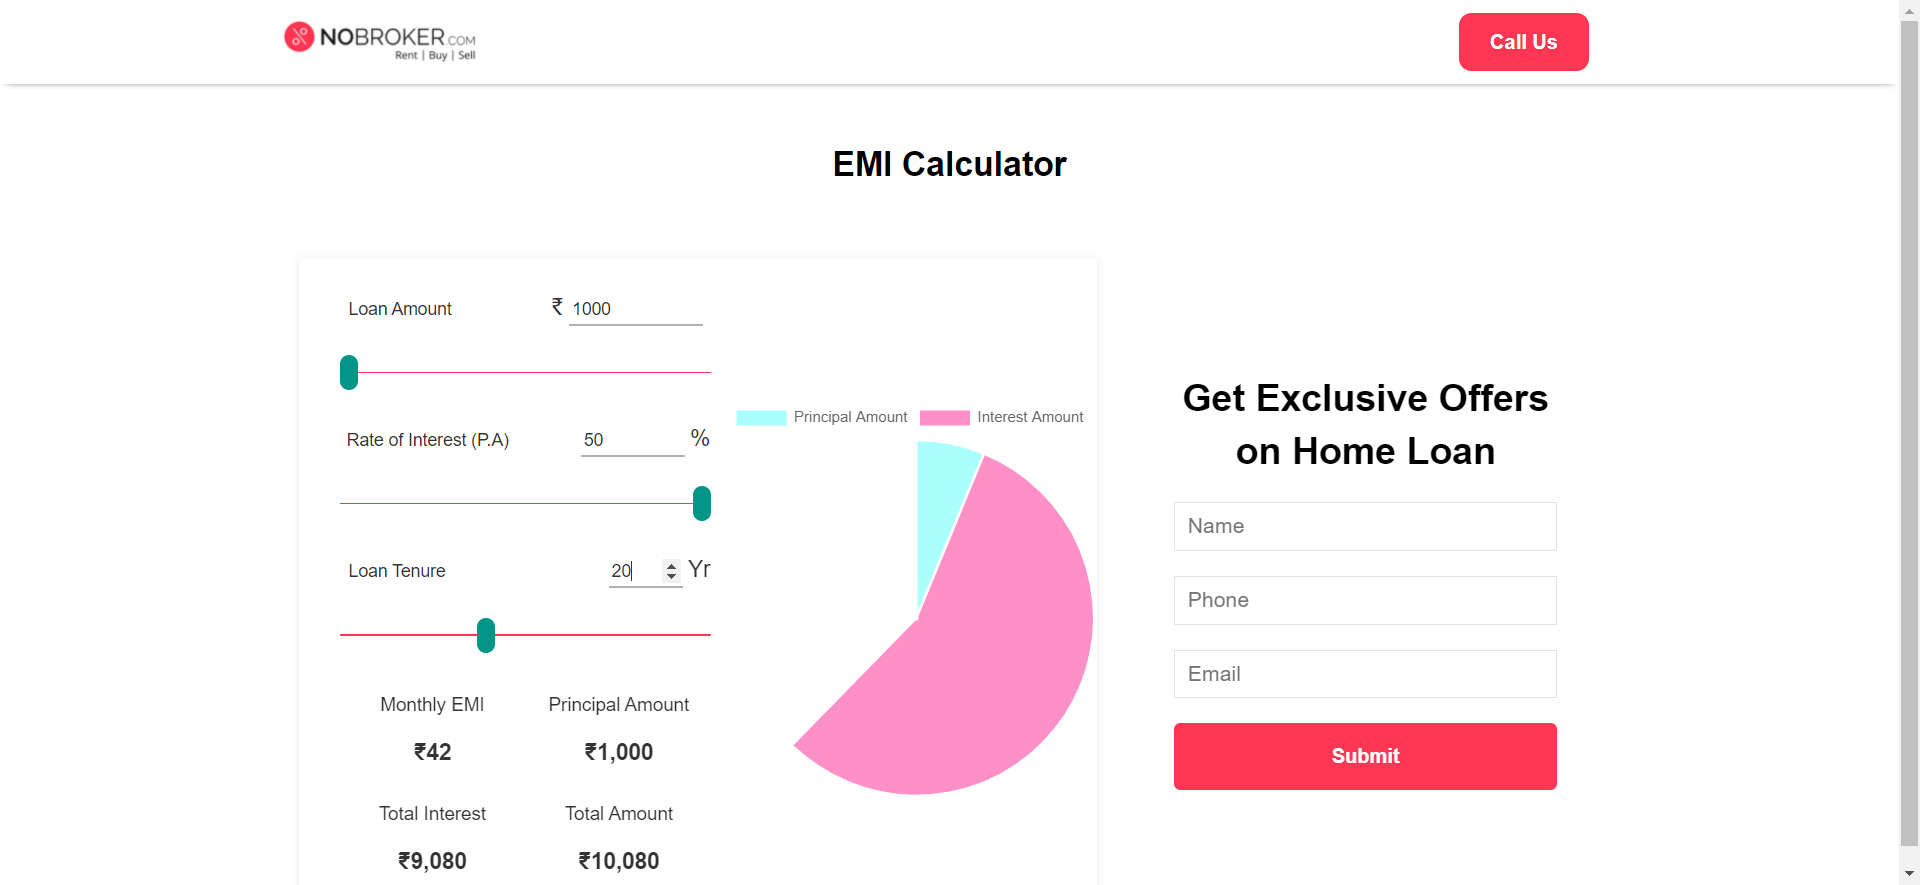 NOBROKER.COM
Rent | Buy | Sell
Call Us
EMI Calculator
Loan Amount ₹ 1000
Rate of Interest (P.A) 50 %
Loan Tenure 20 Yr
Monthly EMI Principal Amount
₹42 ₹1,000
Total Interest Total Amount
₹9,080 ₹10,080
Principal Amount Interest Amount
Get Exclusive Offers
on Home Loan
Name
Phone
Email
Submit